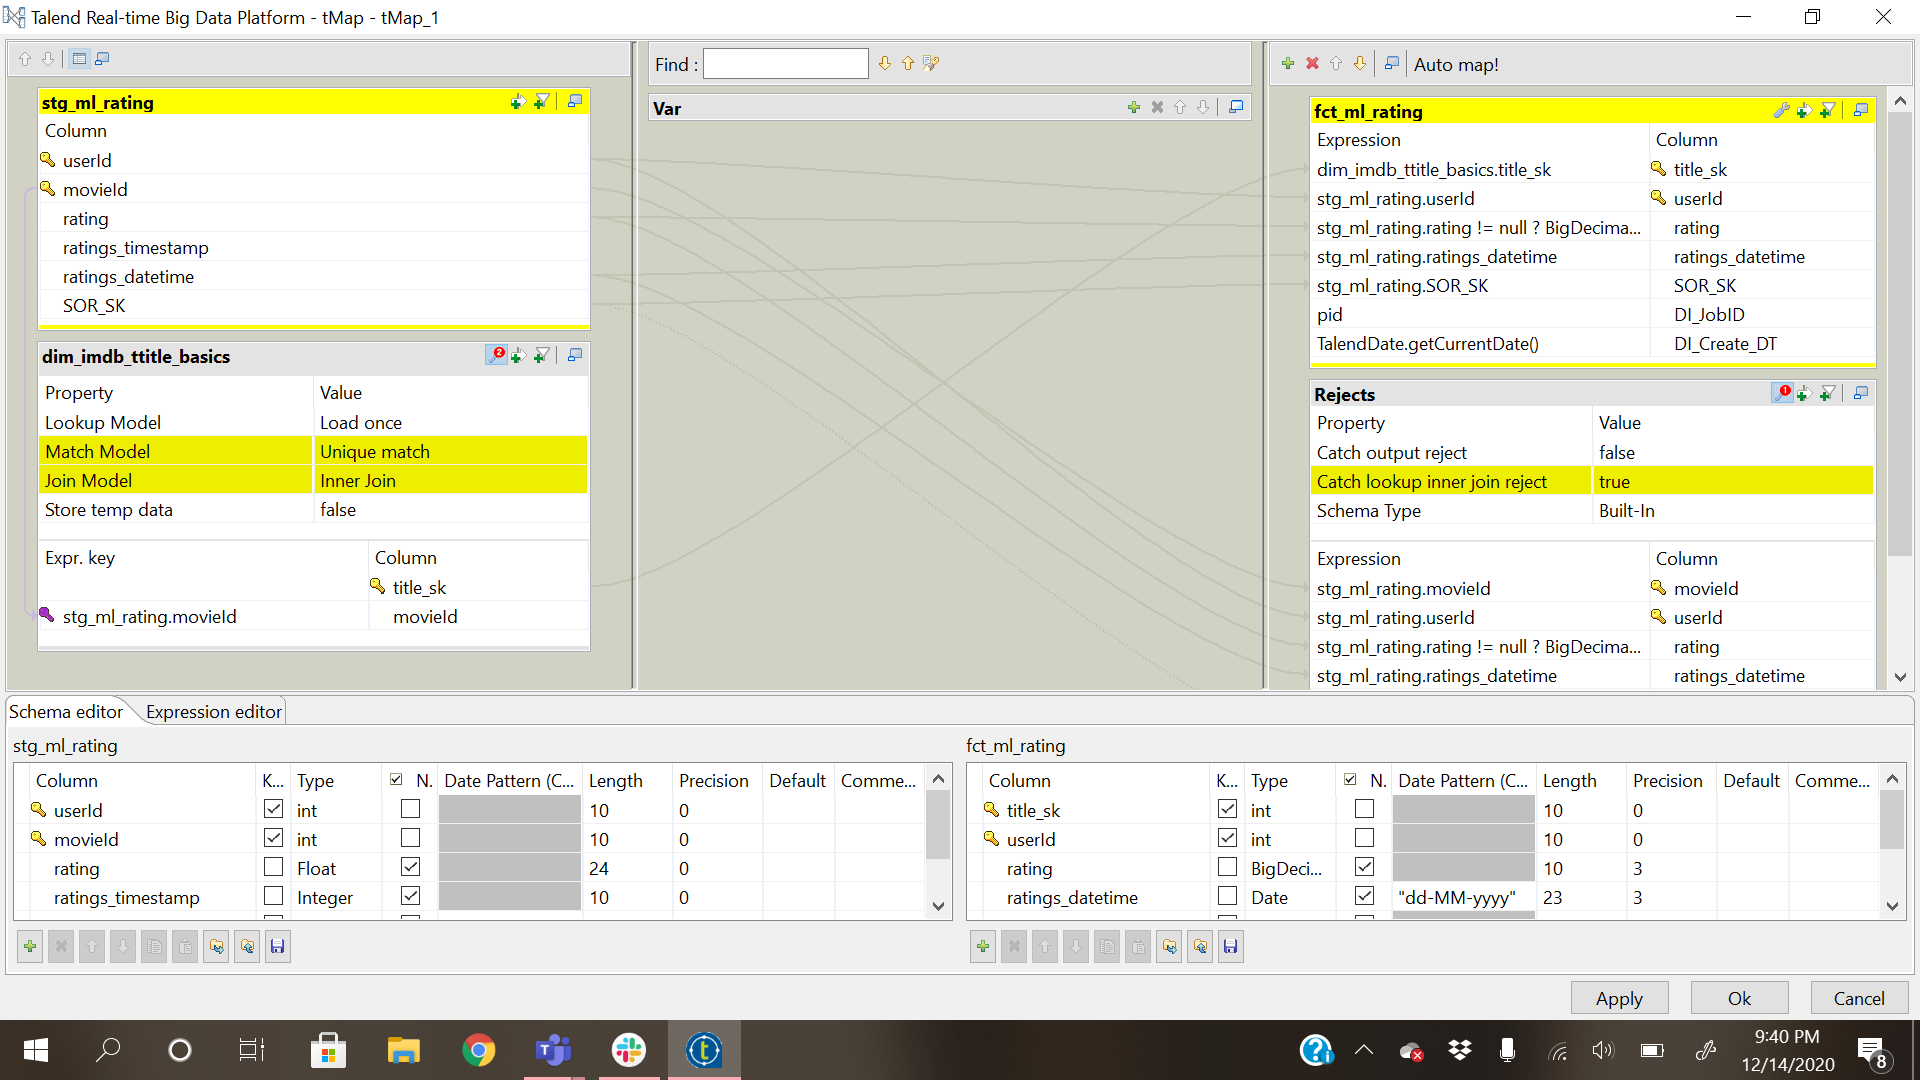 Talend Real-time Big Data Platform - tMap - tMap_1
Find :
Auto map!
stg_ml_rating
Column
userId
movieId
rating
ratings_timestamp
ratings_datetime
SOR_SK
dim_imdb_ttitle_basics
2
Property Value
Lookup Model Load once
Match Model Unique match
Join Model Inner Join
Store temp data false
Expr. key Column
title_sk
stg_ml_rating.movieId movieId
Var
fct_ml_rating
Expression Column
dim_imdb_ttitle_basics.title_sk title_sk
stg_ml_rating.userId userId
stg_ml_rating.rating != null ? BigDecima... rating
stg_ml_rating.ratings_datetime ratings_datetime
stg_ml_rating.SOR_SK SOR_SK
pid DI_JobID
TalendDate.getCurrentDate() DI_Create_DT
Rejects
1
Property Value
Catch output reject false
Catch lookup inner join reject true
Schema Type Built-In
Expression Column
stg_ml_rating.movieId movieId
stg_ml_rating.userId userId
stg_ml_rating.rating != null ? BigDecima... rating
stg_ml_rating.ratings_datetime ratings_datetime
Schema editor Expression editor
stg_ml_rating
Column K... Type N. Date Pattern (C... Length Precision Default Comme...
userId int 10 0
movieId int 10 0
rating Float 24 0
ratings_timestamp Integer 10 0
fct_ml_rating
Column K... Type N. Date Pattern (C... Length Precision Default Comme...
title_sk int 10 0
userId int 10 0
rating BigDeci... 10 3
ratings_datetime Date "dd-MM-yyyy" 23 3
Apply Ok Cancel
9:40 PM
12/14/2020
8